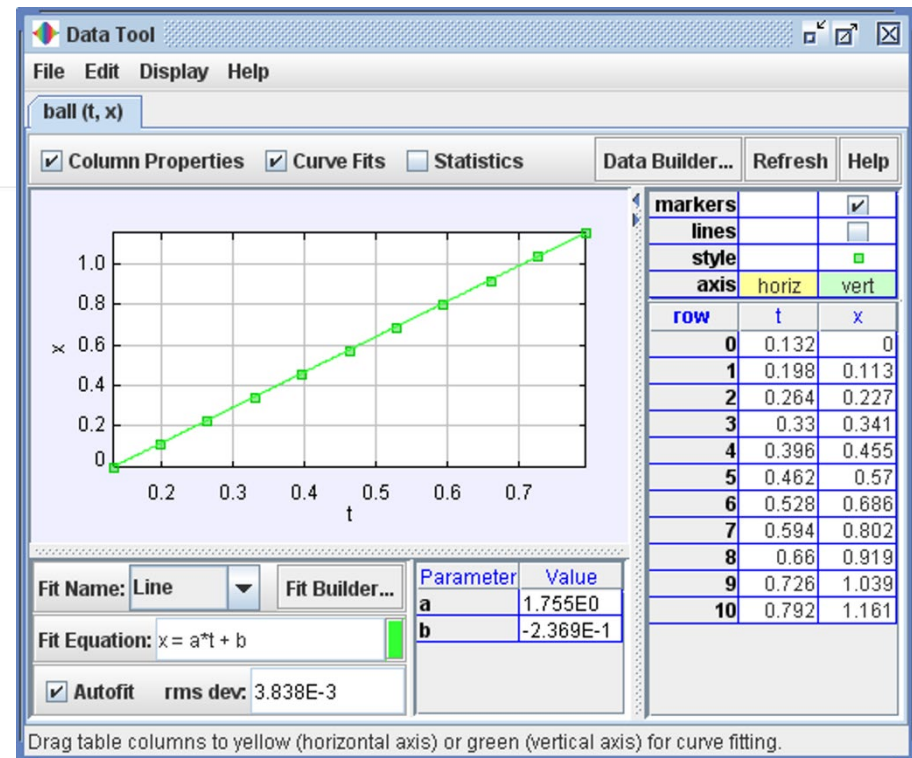 Data Tool
File Edit Display Help
ball (t, x)
Column Properties Curve Fits Statistics Data Builder... Refresh Help
1.0
0.8
0.6
0.4
0.2
0
x
0.2 0.3 0.4 0.5 0.6 0.7
t
markers
lines
style
axis horiz vert
row t x
0 0.132 0
1 0.198 0.113
2 0.264 0.227
3 0.33 0.341
4 0.396 0.455
5 0.462 0.57
6 0.528 0.686
7 0.594 0.802
8 0.66 0.919
9 0.726 1.039
10 0.792 1.161
Fit Name: Line Fit Builder...
Fit Equation: x = a*t + b
Autofit rms dev: 3.838E-3
Parameter Value
a 1.755E0
b -2.369E-1
Drag table columns to yellow (horizontal axis) or green (vertical axis) for curve fitting.